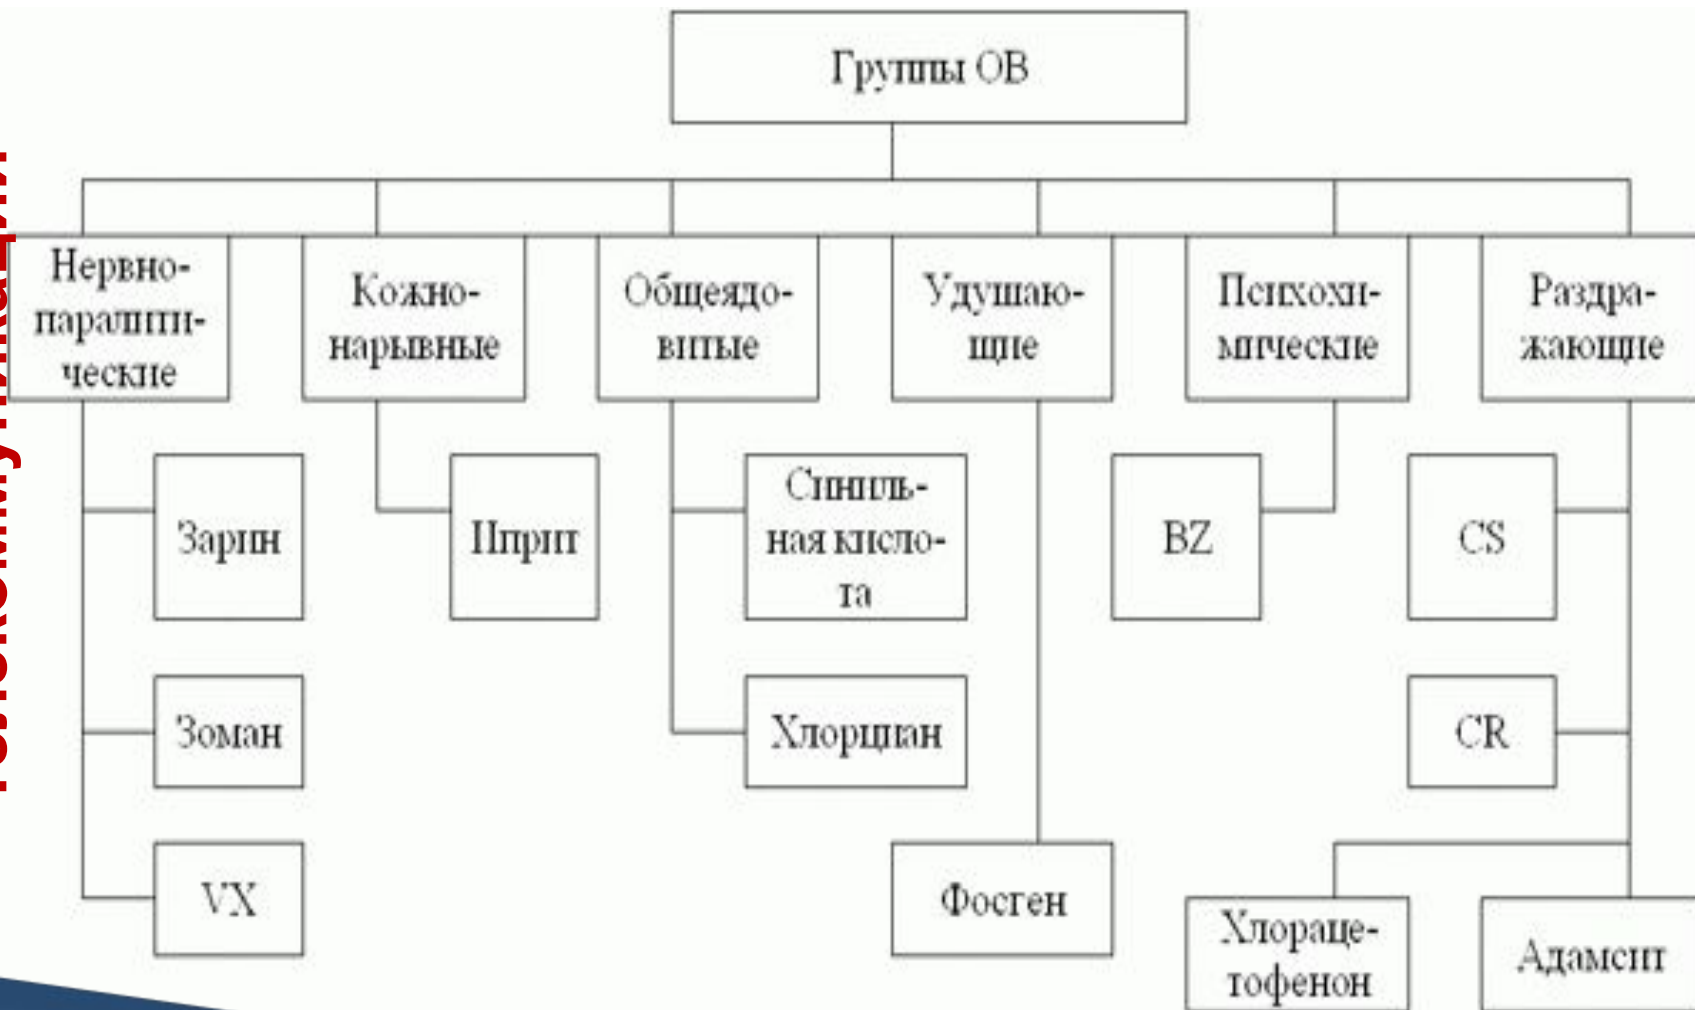 Группы ОВ
Нервно-
паралити-
ческие
Кожно-
нарывные
Общеядо-
витые
Удушаю-
щие
Психохи-
мические
Раздра-
жающие
Зарин
Иприт
Синиль-
ная кисло-
та
BZ
CS
Зоман
Хлорциан
CR
VX
Фосген
Хлораце-
тофенон
Адамсит